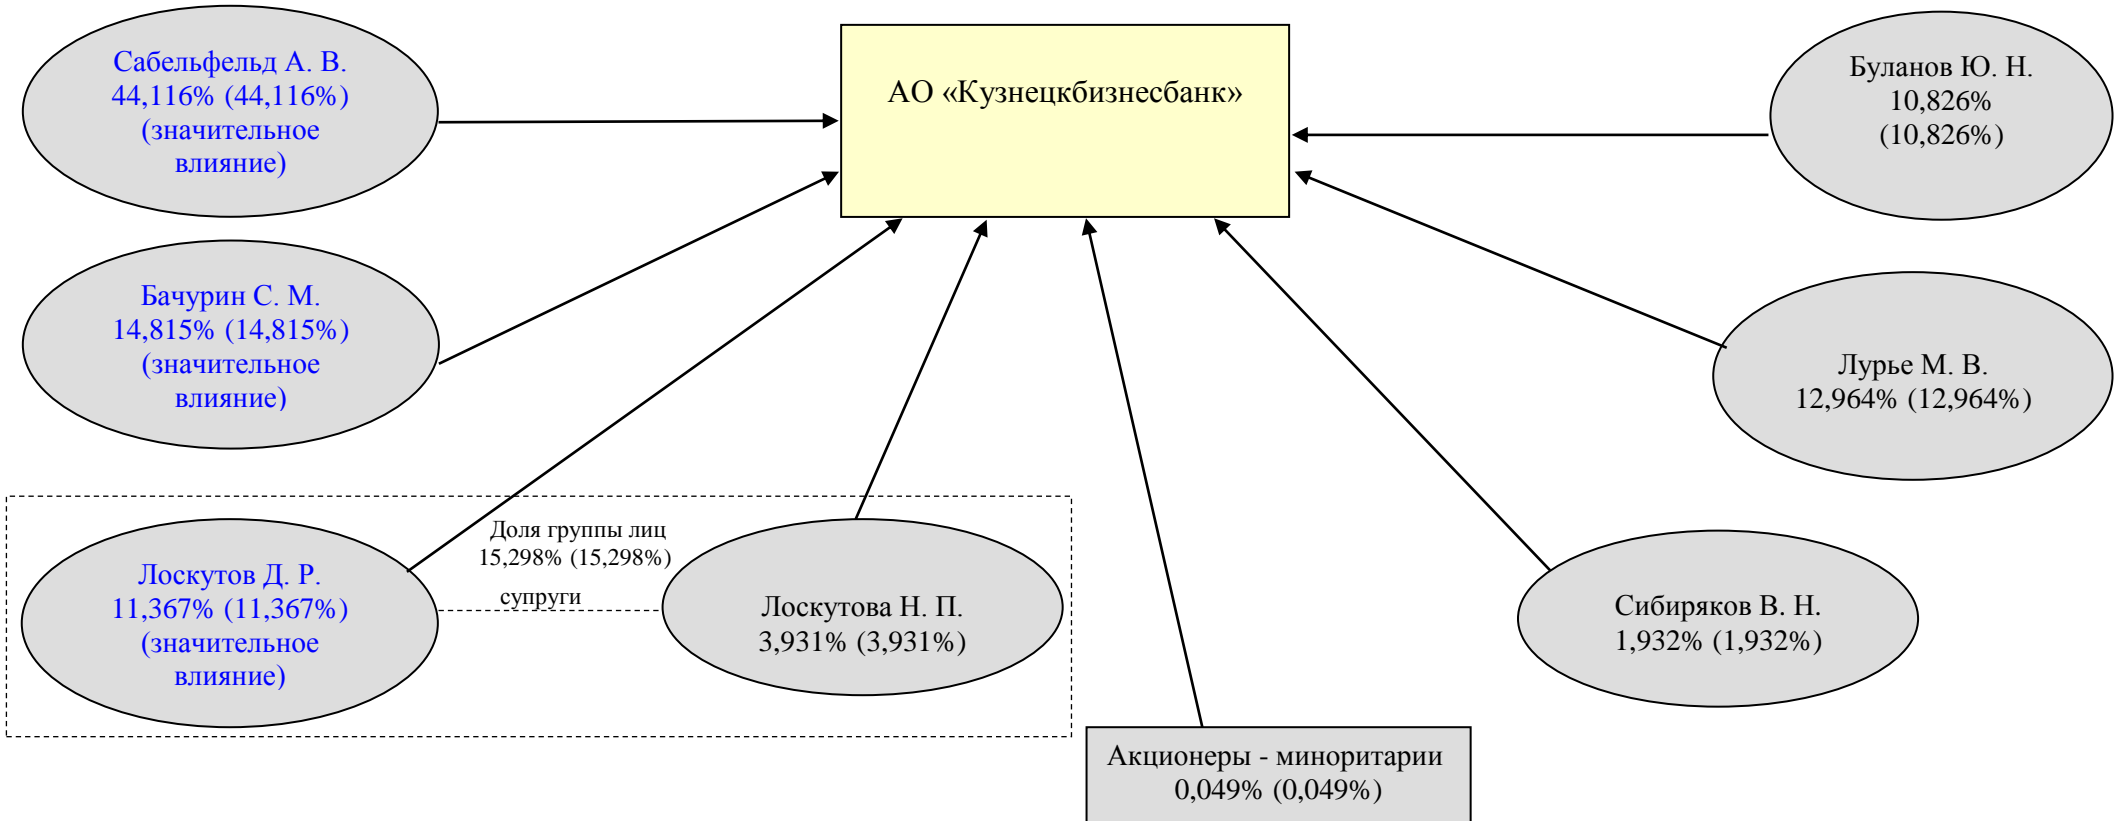 Сабельфельд А. В.
44,116% (44,116%)
(значительное
влияние)
АО «Кузнецкбизнесбанк»
Буланов Ю. Н.
10,826%
(10,826%)
Бачурин С. М.
14,815% (14,815%)
(значительное
влияние)
Лурье М. В.
12,964% (12,964%)
Лоскутов Д. Р.
11,367% (11,367%)
(значительное
влияние)
Доля группы лиц
15,298% (15,298%)
супруги
Лоскутова Н. П.
3,931% (3,931%)
Сибиряков В. Н.
1,932% (1,932%)
Акционеры - миноритарии
0,049% (0,049%)